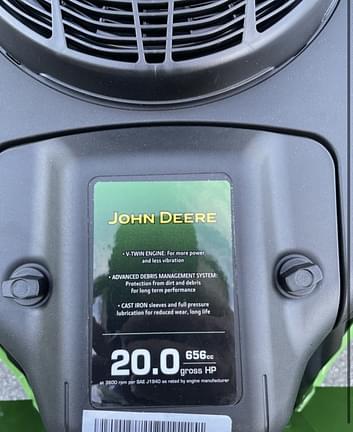 JOHN DEERE
• V-TWIN ENGINE: For more power
and less vibration
• ADVANCED DEBRIS MANAGEMENT SYSTEM:
Protection from dirt and debris
for long term performance
• CAST IRON sleeves and full pressure
lubrication for reduced wear, long life
20.0 656cc
gross HP
at 3600 rpm per SAE J1940 as rated by engine manufacturer